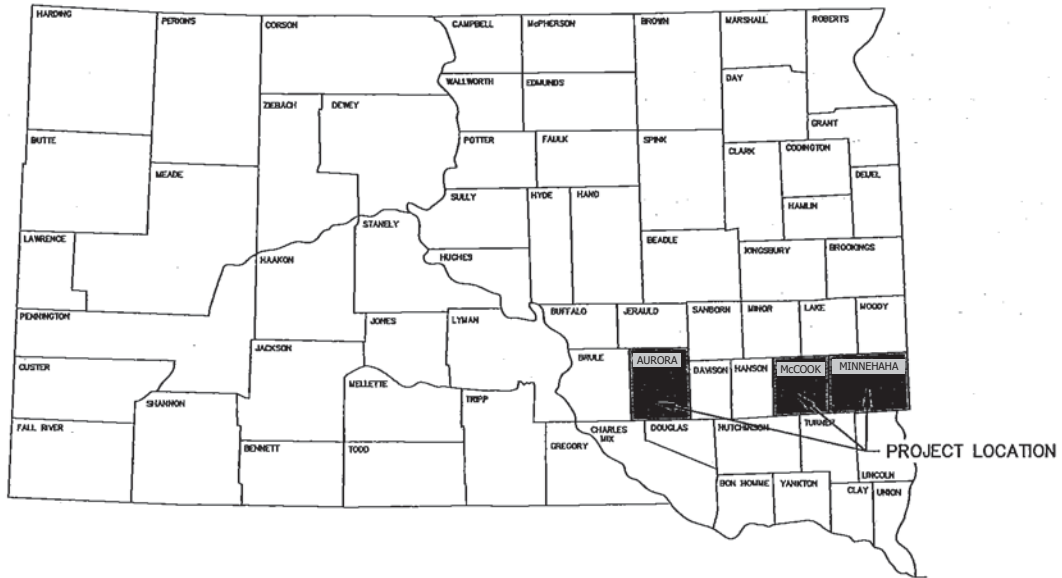 HARDING
PERKINS
CORSON
CAMPBELL
McPHERSON
BROWN
MARSHALL
ROBERTS
WALLWORTH
EDMUNDS
DAY
ZIEBACH
DEWEY
GRANT
BUTTE
POTTER
FAULK
SPINK
CLARK
CODINGTON
MEADE
DEUEL
SULLY
HYDE
HAND
HAMLIN
STANELY
LAWRENCE
HAAKON
HUGHES
BEADLE
KINGSBURY
BROOKINGS
PENNINGTON
JONES
LYMAN
BUFFALO
JERAULD
SANBORN
MINOR
LAKE
MOODY
JACKSON
BRULE
AURORA
DAVISON
HANSON
McCOOK
MINNEHAHA
CUSTER
MELLETTE
SHANNON
TRIPP
FALL RIVER
BENNETT
TODD
GREGORY
CHARLES
MIX
DOUGLAS
HUTCHINSON
TURNER
PROJECT LOCATION
LINCOLN
BON HOMME
YANKTON
CLAY
UNION